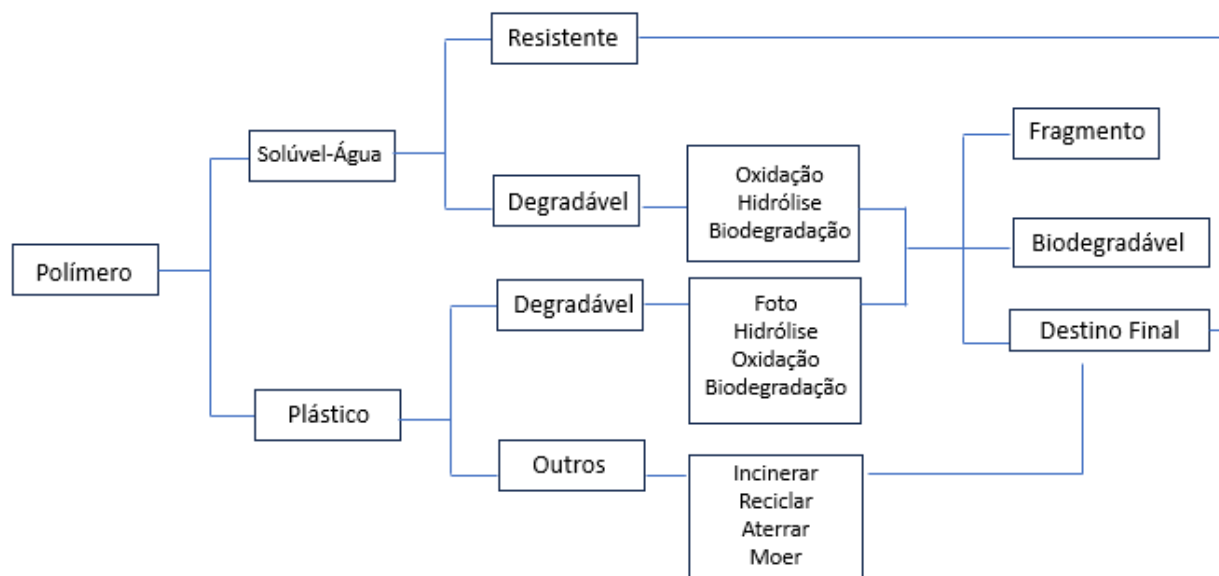 Resistente
Fragmento
Solúvel-Água
Oxidação
Hidrólise
Biodegradação
Degradável
Biodegradável
Polímero
Degradável
Foto
Hidrólise
Oxidação
Biodegradação
Destino Final
Plástico
Outros
Incinerar
Reciclar
Aterrar
Moer